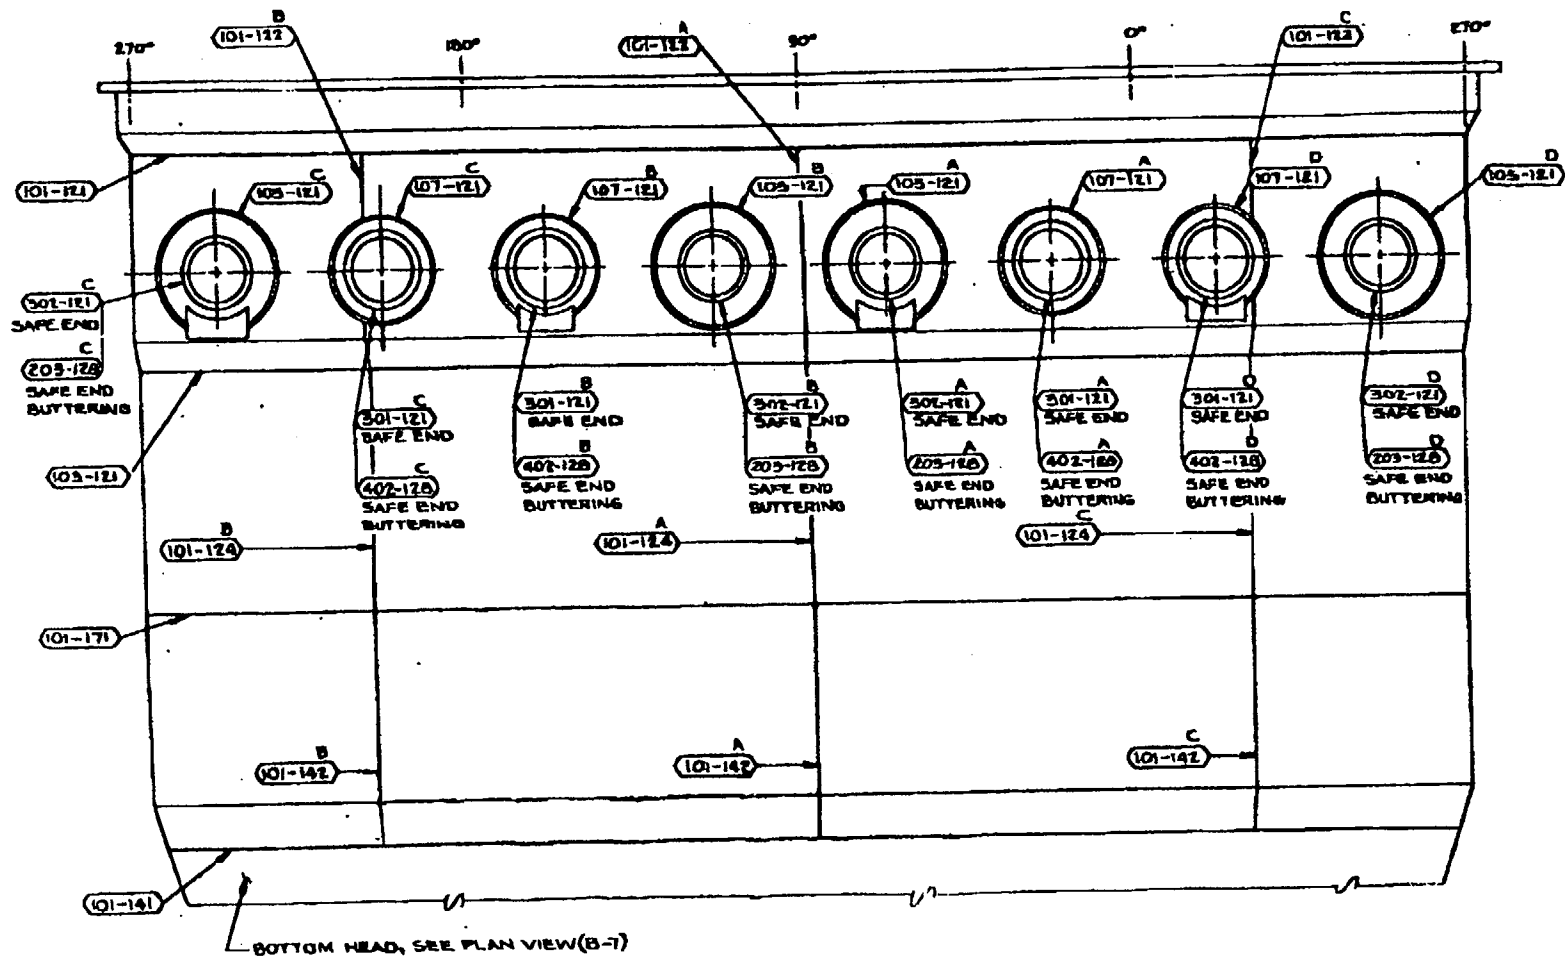 270°
B
101-122
180°
A
101-122
90°
0°
C
101-122
270°
101-121
C
105-121
C
107-121
B
107-121
B
105-121
A
105-121
A
107-121
D
107-121
D
105-121
C
302-121
SAFE END
C
203-128
SAFE END
BUTTERING
C
301-121
SAFE END
C
402-128
SAFE END
BUTTERING
B
301-121
SAFE END
B
402-128
SAFE END
BUTTERING
B
302-121
SAFE END
B
203-128
SAFE END
BUTTERING
A
302-121
SAFE END
A
203-128
SAFE END
BUTTERING
A
301-121
SAFE END
A
402-128
SAFE END
BUTTERING
D
301-121
SAFE END
D
402-128
SAFE END
BUTTERING
D
302-121
SAFE END
D
203-128
SAFE END
BUTTERING
103-121
B
101-124
A
101-124
C
101-124
101-171
B
101-142
A
101-142
C
101-142
101-141
BOTTOM HEAD, SEE PLAN VIEW(B-7)